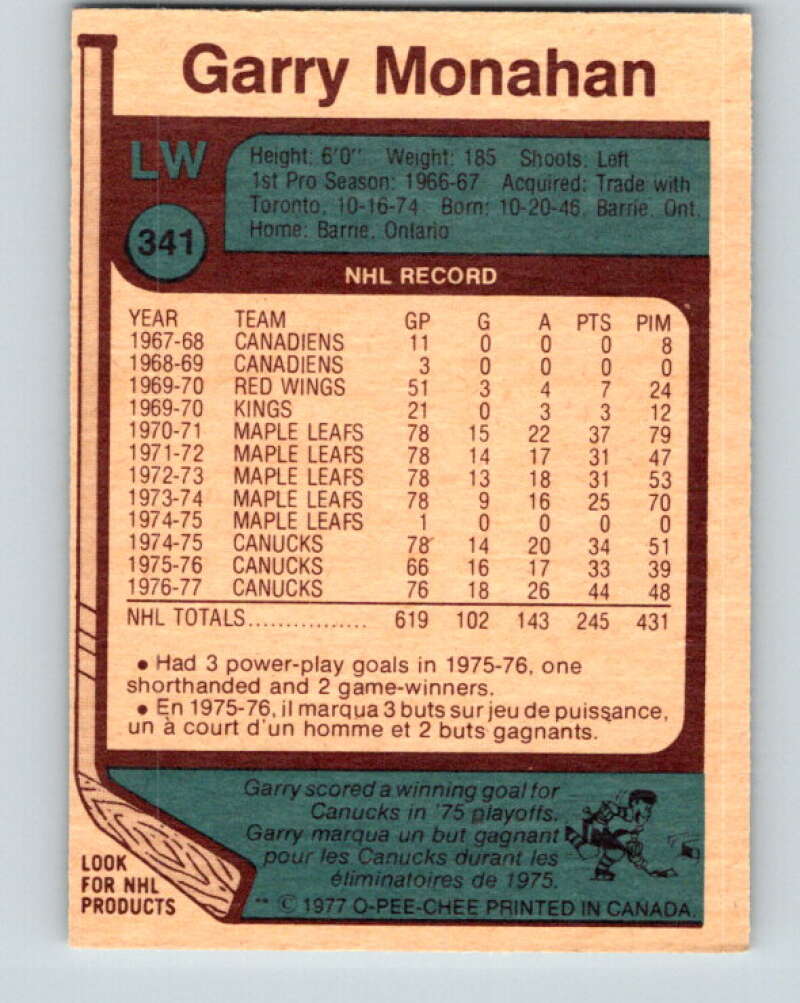 Garry Monahan
LW
341
Height: 6'0" Weight: 185 Shoots: Left
1st Pro Season: 1966-67 Acquired: Trade with
Toronto, 10-16-74. Born: 10-20-46, Barrie, Ont.
Home: Barrie, Ontario
NHL RECORD
YEAR TEAM GP G A PTS PIM
1967-68 CANADIENS 11 0 0 0 8
1968-69 CANADIENS 3 0 0 0 0
1969-70 RED WINGS 51 3 4 7 24
1969-70 KINGS 21 0 3 3 12
1970-71 MAPLE LEAFS 78 15 22 37 79
1971-72 MAPLE LEAFS 78 14 17 31 47
1972-73 MAPLE LEAFS 78 13 18 31 53
1973-74 MAPLE LEAFS 78 9 16 25 70
1974-75 MAPLE LEAFS 1 0 0 0 0
1974-75 CANUCKS 78 14 20 34 51
1975-76 CANUCKS 66 16 17 33 39
1976-77 CANUCKS 76 18 26 44 48
NHL TOTALS................ 619 102 143 245 431
• Had 3 power-play goals in 1975-76, one
shorthanded and 2 game-winners.
• En 1975-76, il marqua 3 buts sur jeu de puissance,
un à court d'un homme et 2 buts gagnants.
Garry scored a winning goal for
Canucks in '75 playoffs.
Garry marqua un but gagnant
pour les Canucks durant les
éliminatoires de 1975.
LOOK
FOR NHL
PRODUCTS
** © 1977 O-PEE-CHEE PRINTED IN CANADA.